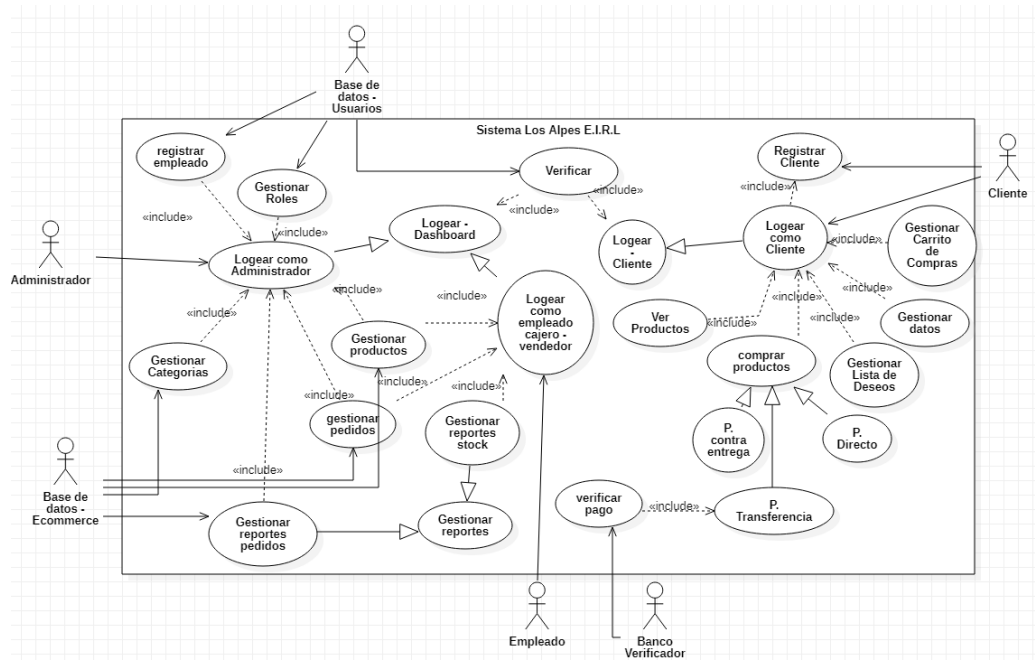 Base de
datos -
Usuarios
Sistema Los Alpes E.I.R.L
registrar
empleado
Gestionar
Roles
Verificar
Registrar
Cliente
Cliente
«include»
«include»
«include»
«include»
«include»
Logear -
Dashboard
Logear
-
Cliente
Logear
como
Cliente
«include»
Gestionar
Carrito
de
Compras
«include»
Administrador
Logear como
Administrador
«include»
«include»
«include»
Logear
como
empleado
cajero -
vendedor
«include»
Ver
Productos
«include»
«include»
Gestionar
datos
Gestionar
Categorias
Gestionar
productos
comprar
productos
Gestionar
Lista de
Deseos
«include»
«include»
«include»
gestionar
pedidos
Gestionar
reportes
stock
P.
contra
entrega
P.
Directo
«include»
Base de
datos -
Ecommerce
Gestionar
reportes
pedidos
Gestionar
reportes
verificar
pago
«include»
P.
Transferencia
Empleado
Banco
Verificador